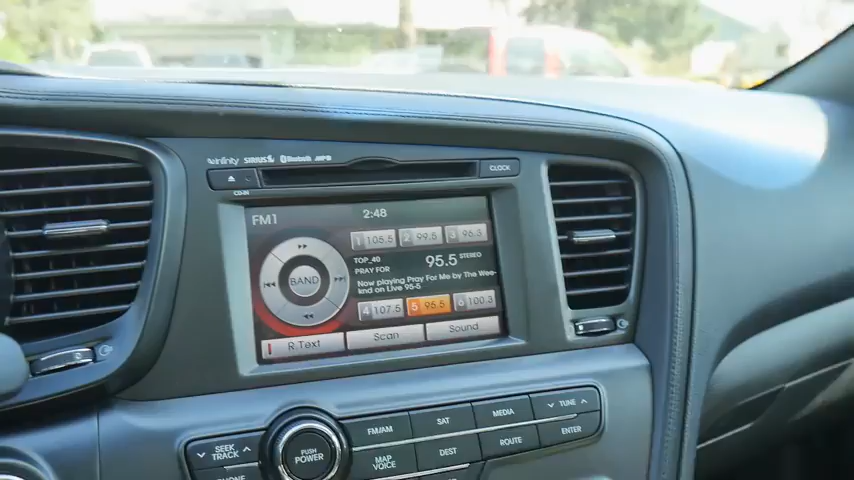 infinity SIRIUS Bluetooth MP3
CLOCK
CD-IN
FM1 2:48
1 105.5 2 99.5 3 96.3
TOP_40 95.5 STEREO
PRAY FOR
Now playing Pray For Me by The Wee-
knd on Live 95-5
BAND
4 107.5 5 95.5 6 100.3
R.Text Scan Sound
SEEK
TRACK
PUSH
POWER
FM/AM SAT MEDIA TUNE
MAP
VOICE
DEST ROUTE ENTER
PHONE